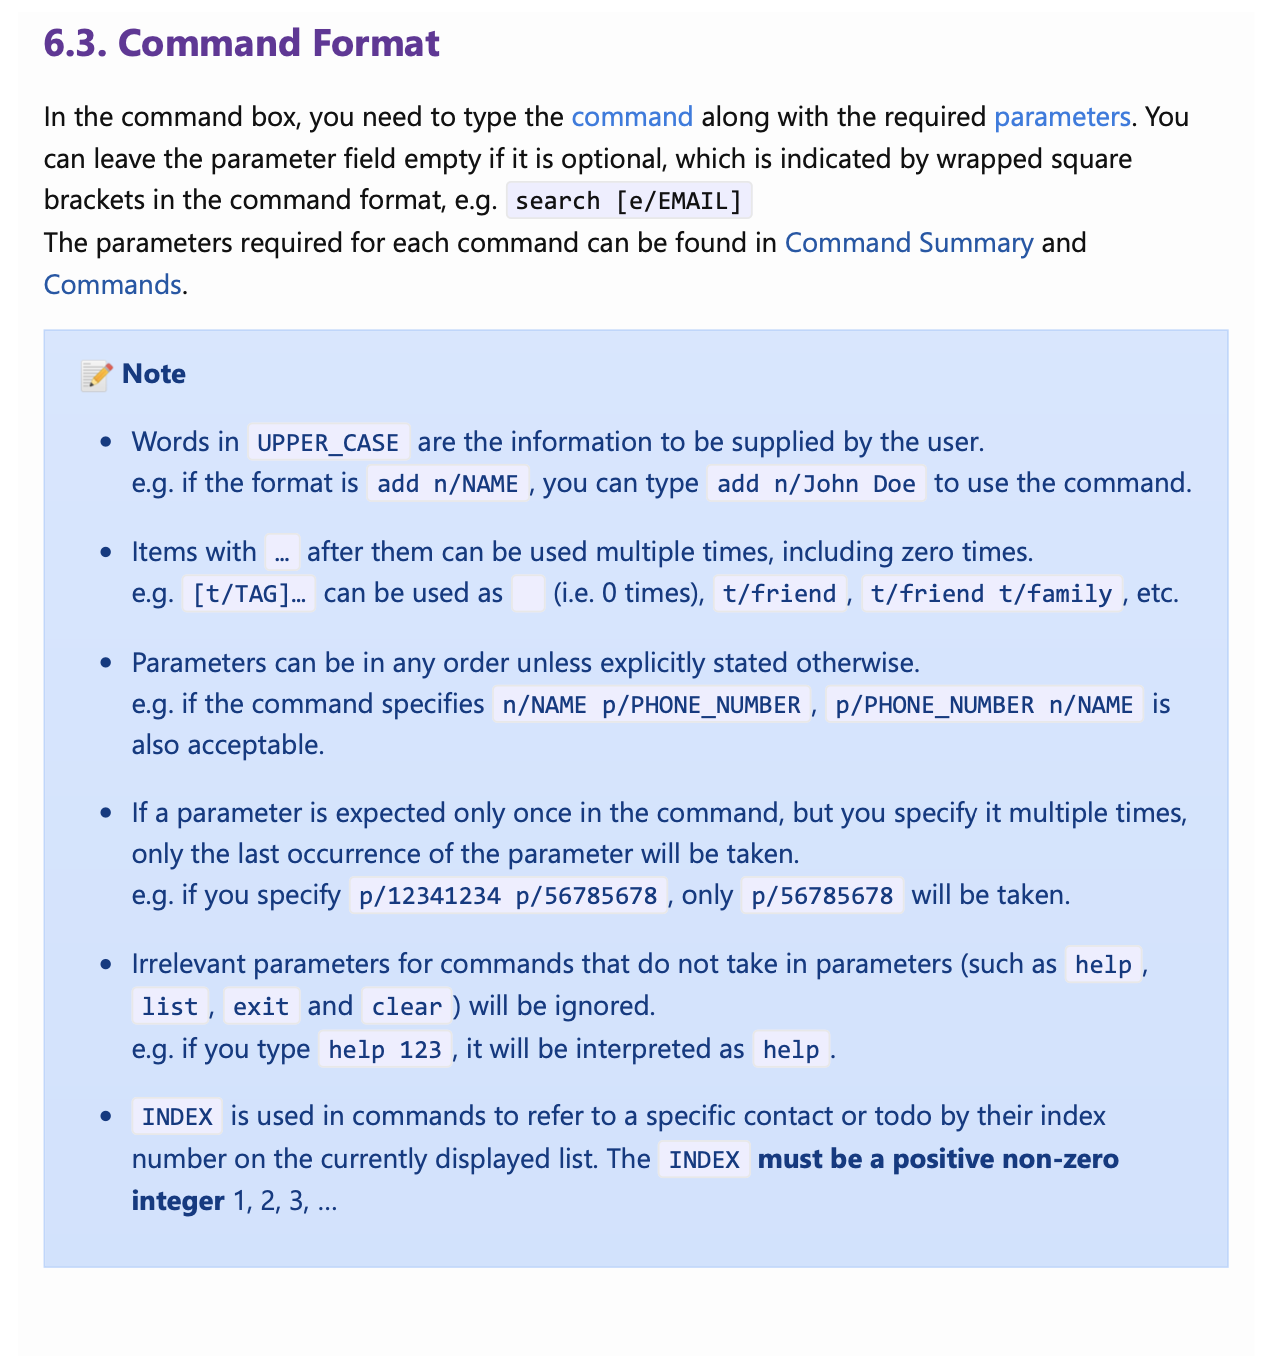 6.3. Command Format
In the command box, you need to type the command along with the required parameters. You
can leave the parameter field empty if it is optional, which is indicated by wrapped square
brackets in the command format, e.g. search [e/EMAIL]
The parameters required for each command can be found in Command Summary and
Commands.
📝 Note
• Words in UPPER_CASE are the information to be supplied by the user.
e.g. if the format is add n/NAME , you can type add n/John Doe to use the command.
• Items with … after them can be used multiple times, including zero times.
e.g. [t/TAG]… can be used as   (i.e. 0 times), t/friend , t/friend t/family , etc.
• Parameters can be in any order unless explicitly stated otherwise.
e.g. if the command specifies n/NAME p/PHONE_NUMBER , p/PHONE_NUMBER n/NAME is
also acceptable.
• If a parameter is expected only once in the command, but you specify it multiple times,
only the last occurrence of the parameter will be taken.
e.g. if you specify p/12341234 p/56785678 , only p/56785678 will be taken.
• Irrelevant parameters for commands that do not take in parameters (such as help ,
list , exit and clear ) will be ignored.
e.g. if you type help 123 , it will be interpreted as help .
• INDEX is used in commands to refer to a specific contact or todo by their index
number on the currently displayed list. The INDEX must be a positive non-zero
integer 1, 2, 3, …